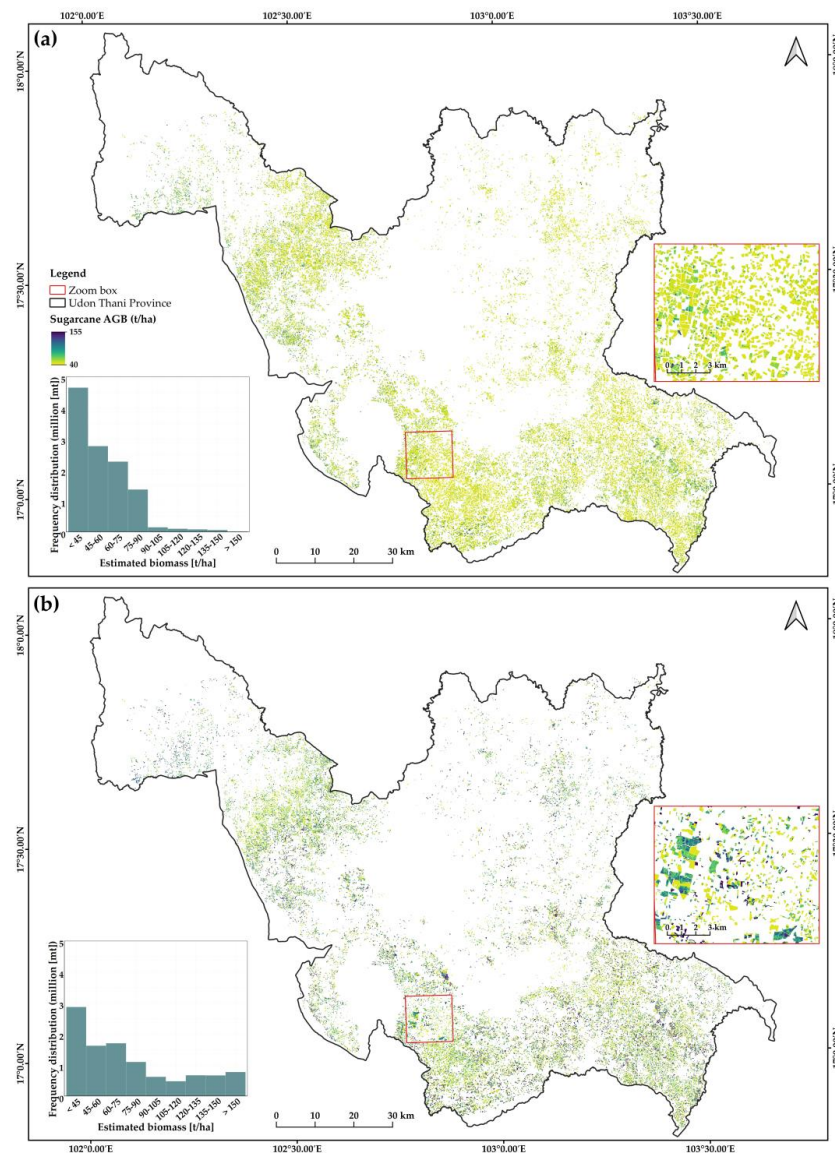 102°0.00'E 102°30.00'E 103°0.00'E 103°30.00'E
(a)
18°0.00'N
17°30.00'N
17°0.00'N
Legend
Zoom box
Udon Thani Province
Sugarcane AGB (t/ha)
155
40
0 1 2 3 km
Frequency distribution (million [mt])
5
4
3
2
1
0
< 45 45-60 60-75 75-90 90-105 105-120 120-135 135-150 > 150
Estimated biomass [t/ha]
0 10 20 30 km
(b)
18°0.00'N
17°30.00'N
17°0.00'N
0 1 2 3 km
Frequency distribution (million [mt])
5
4
3
2
1
0
< 45 45-60 60-75 75-90 90-105 105-120 120-135 135-150 > 150
Estimated biomass [t/ha]
0 10 20 30 km
102°0.00'E 102°30.00'E 103°0.00'E 103°30.00'E